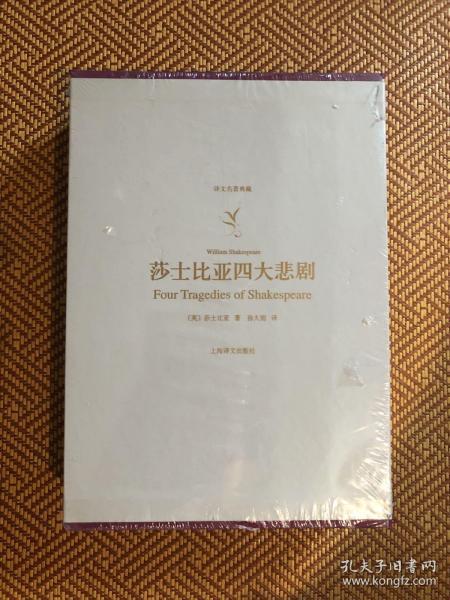 译文名著典藏
William Shakespeare
莎士比亚四大悲剧
Four Tragedies of Shakespeare
〔英〕莎士比亚 著 孙大雨 译
上海译文出版社
孔夫子旧书网
www.kongfz.com